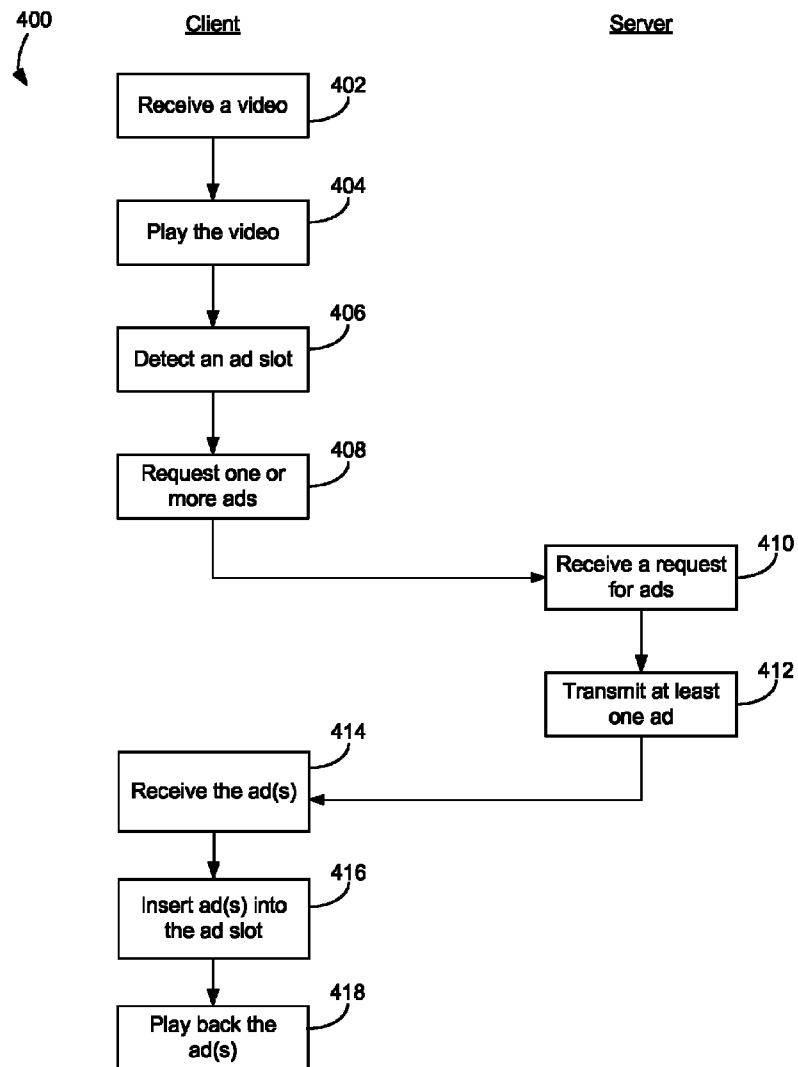 400
Client
Server
402
Receive a video
404
Play the video
406
Detect an ad slot
408
Request one or
more ads
410
Receive a request
for ads
412
Transmit at least
one ad
414
Receive the ad(s)
416
Insert ad(s) into
the ad slot
418
Play back the
ad(s)